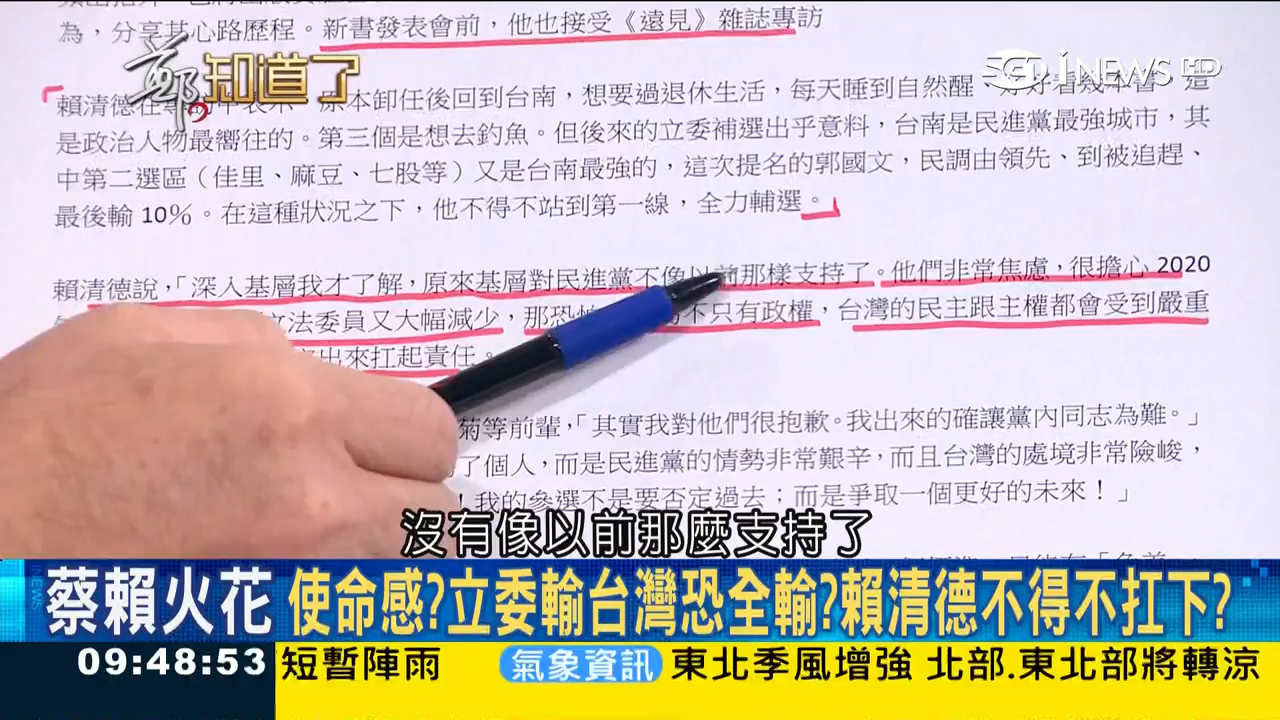 為，分享其心路歷程。新書發表會前，他也接受《遠見》雜誌專訪
鄭知道了
SET iNEWS HD
本卸任後回到台南，想要過退休生活，每天睡到自然醒、
是政治人物最嚮往的。第三個是想去釣魚。但後來的立委補選出乎意料，台南是民進黨最強城市，其
中第二選區（佳里、麻豆、七股等）又是台南最強的，這次提名的郭國文，民調由領先、到被追趕、
最後輸 10%。在這種狀況之下，他不得不站到第一線，全力輔選。
賴清德說，「深入基層我才了解，原來基層對民進黨不像以前那樣支持了。他們非常焦慮，很擔心 2020
立法委員又大幅減少，那恐 不只有政權，台灣的民主跟主權都會受到嚴重
出來扛起責任。
菊等前輩，「其實我對他們很抱歉。我出來的確讓黨內同志為難。」
了個人，而是民進黨的情勢非常艱辛，而且台灣的處境非常險峻，
！我的參選不是要否定過去；而是爭取一個更好的未來！」
沒有像以前那麼支持了
iNEWS
蔡賴火花 使命感?立委輸台灣恐全輸?賴清德不得不扛下?
09:48:53 短暫陣雨 氣象資訊 東北季風增強 北部.東北部將轉涼